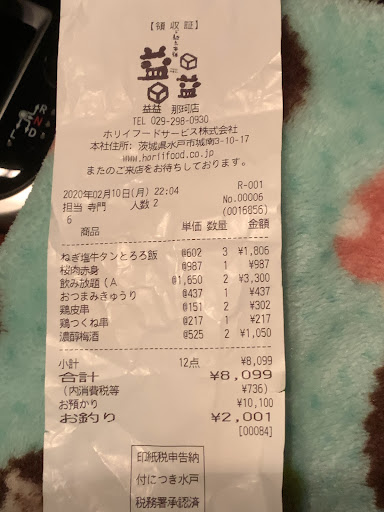 【領収証】
益益
益益 那珂店
TEL 029-298-0930
ホリイフードサービス株式会社
本社住所: 茨城県水戸市城南3-10-17
www.horiifood.co.jp
またのご来店をお待ちしております。
2020年02月10日(月) 22:04 R-001
担当 寺門 人数 2 No.00006
6 (0016856)
商品 単価 数量 金額
ねぎ塩牛タンとろろ飯 @602 3 ¥1,806
桜肉赤身 @987 1 ¥987
飲み放題(A @1,650 2 ¥3,300
おつまみきゅうり @437 1 ¥437
鶏皮串 @151 2 ¥302
鶏つくね串 @217 1 ¥217
濃醇梅酒 @525 2 ¥1,050
小計 12点 ¥8,099
合計 ¥8,099
(内消費税等 ¥736)
お預かり ¥10,100
お釣り ¥2,001
[00084]
印紙税申告納
付につき水戸
税務署承認済
R
N
D
L